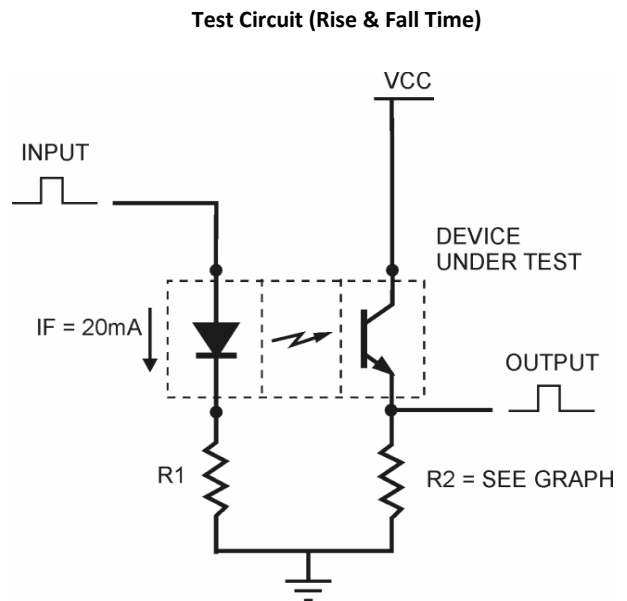 Test Circuit (Rise & Fall Time)
VCC
INPUT
DEVICE
UNDER TEST
IF = 20mA
OUTPUT
R1
R2 = SEE GRAPH